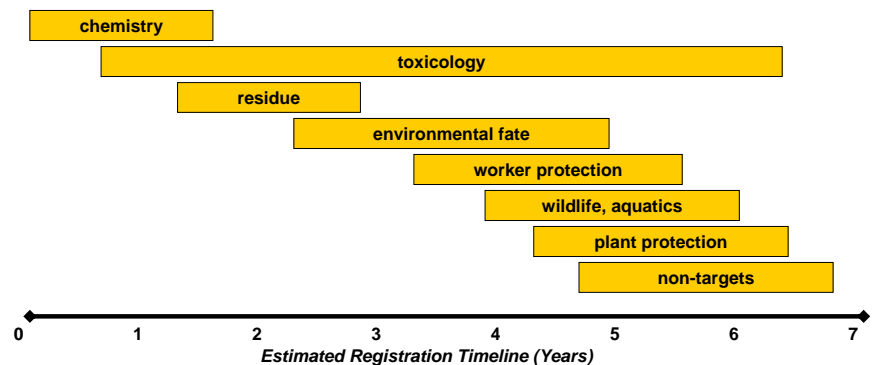 chemistry
toxicology
residue
environmental fate
worker protection
wildlife, aquatics
plant protection
non-targets
0 1 2 3 4 5 6 7
Estimated Registration Timeline (Years)